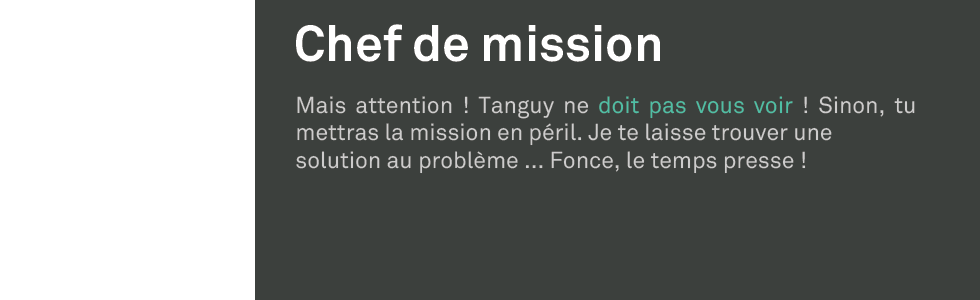 Chef de mission
Mais attention ! Tanguy ne doit pas vous voir ! Sinon, tu
mettras la mission en péril. Je te laisse trouver une
solution au problème ... Fonce, le temps presse !